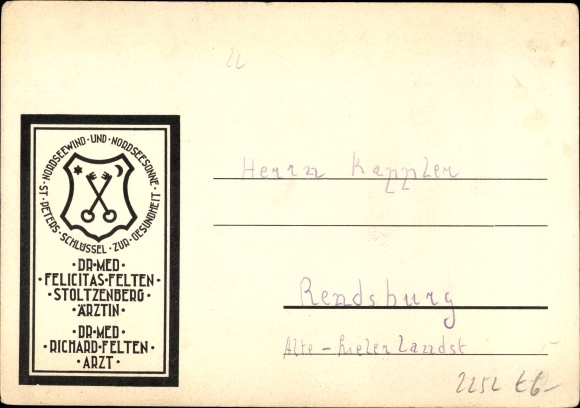 ST. PETERS · SCHLÜSSEL · ZUR · GESUNDHEIT · NORDSEEWIND · UND · NORDSEESONNE ·
· DR · MED ·
· FELICITAS · FELTEN ·
· STOLTZENBERG ·
· ÄRZTIN ·
· DR · MED ·
· RICHARD · FELTEN ·
· ARZT ·
Herrn Kappler
Rendsburg
Alte - Kieler Landst
2252